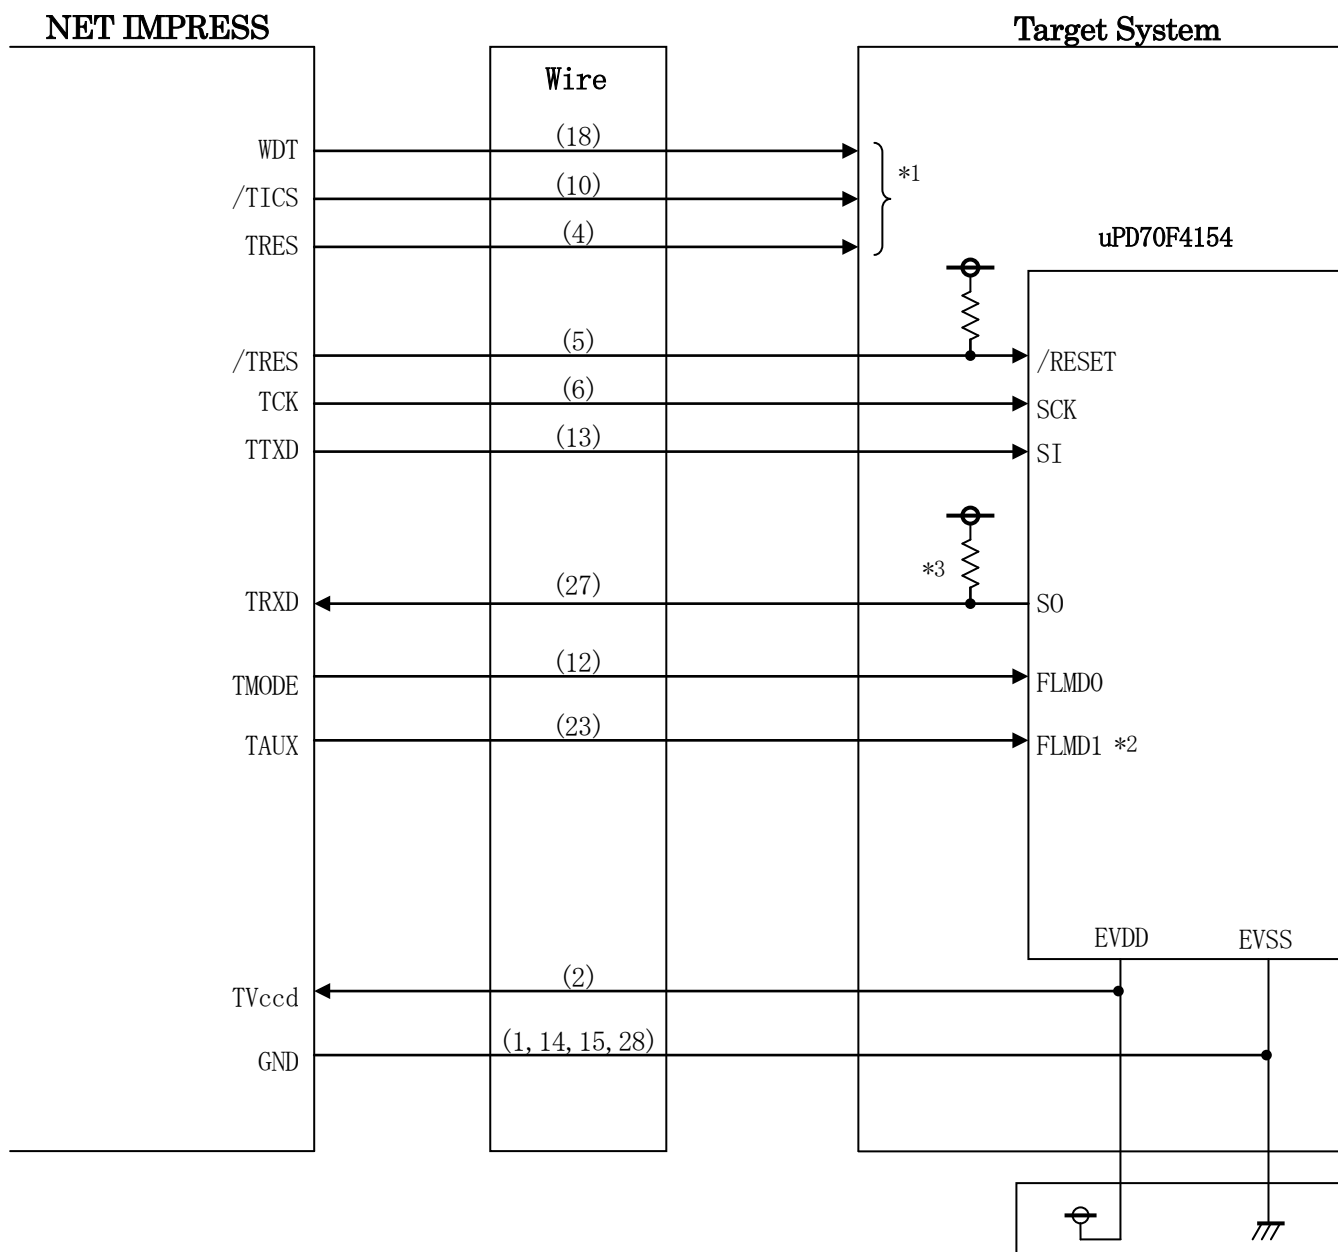 NET IMPRESS
Target System
Wire
WDT (18)
*1
/TICS (10)
TRES (4)
uPD70F4154
/TRES (5) /RESET
TCK (6) SCK
TTXD (13) SI
*3
TRXD (27) SO
TMODE (12) FLMD0
TAUX (23) FLMD1 *2
EVDD EVSS
TVccd (2)
GND (1,14,15,28)